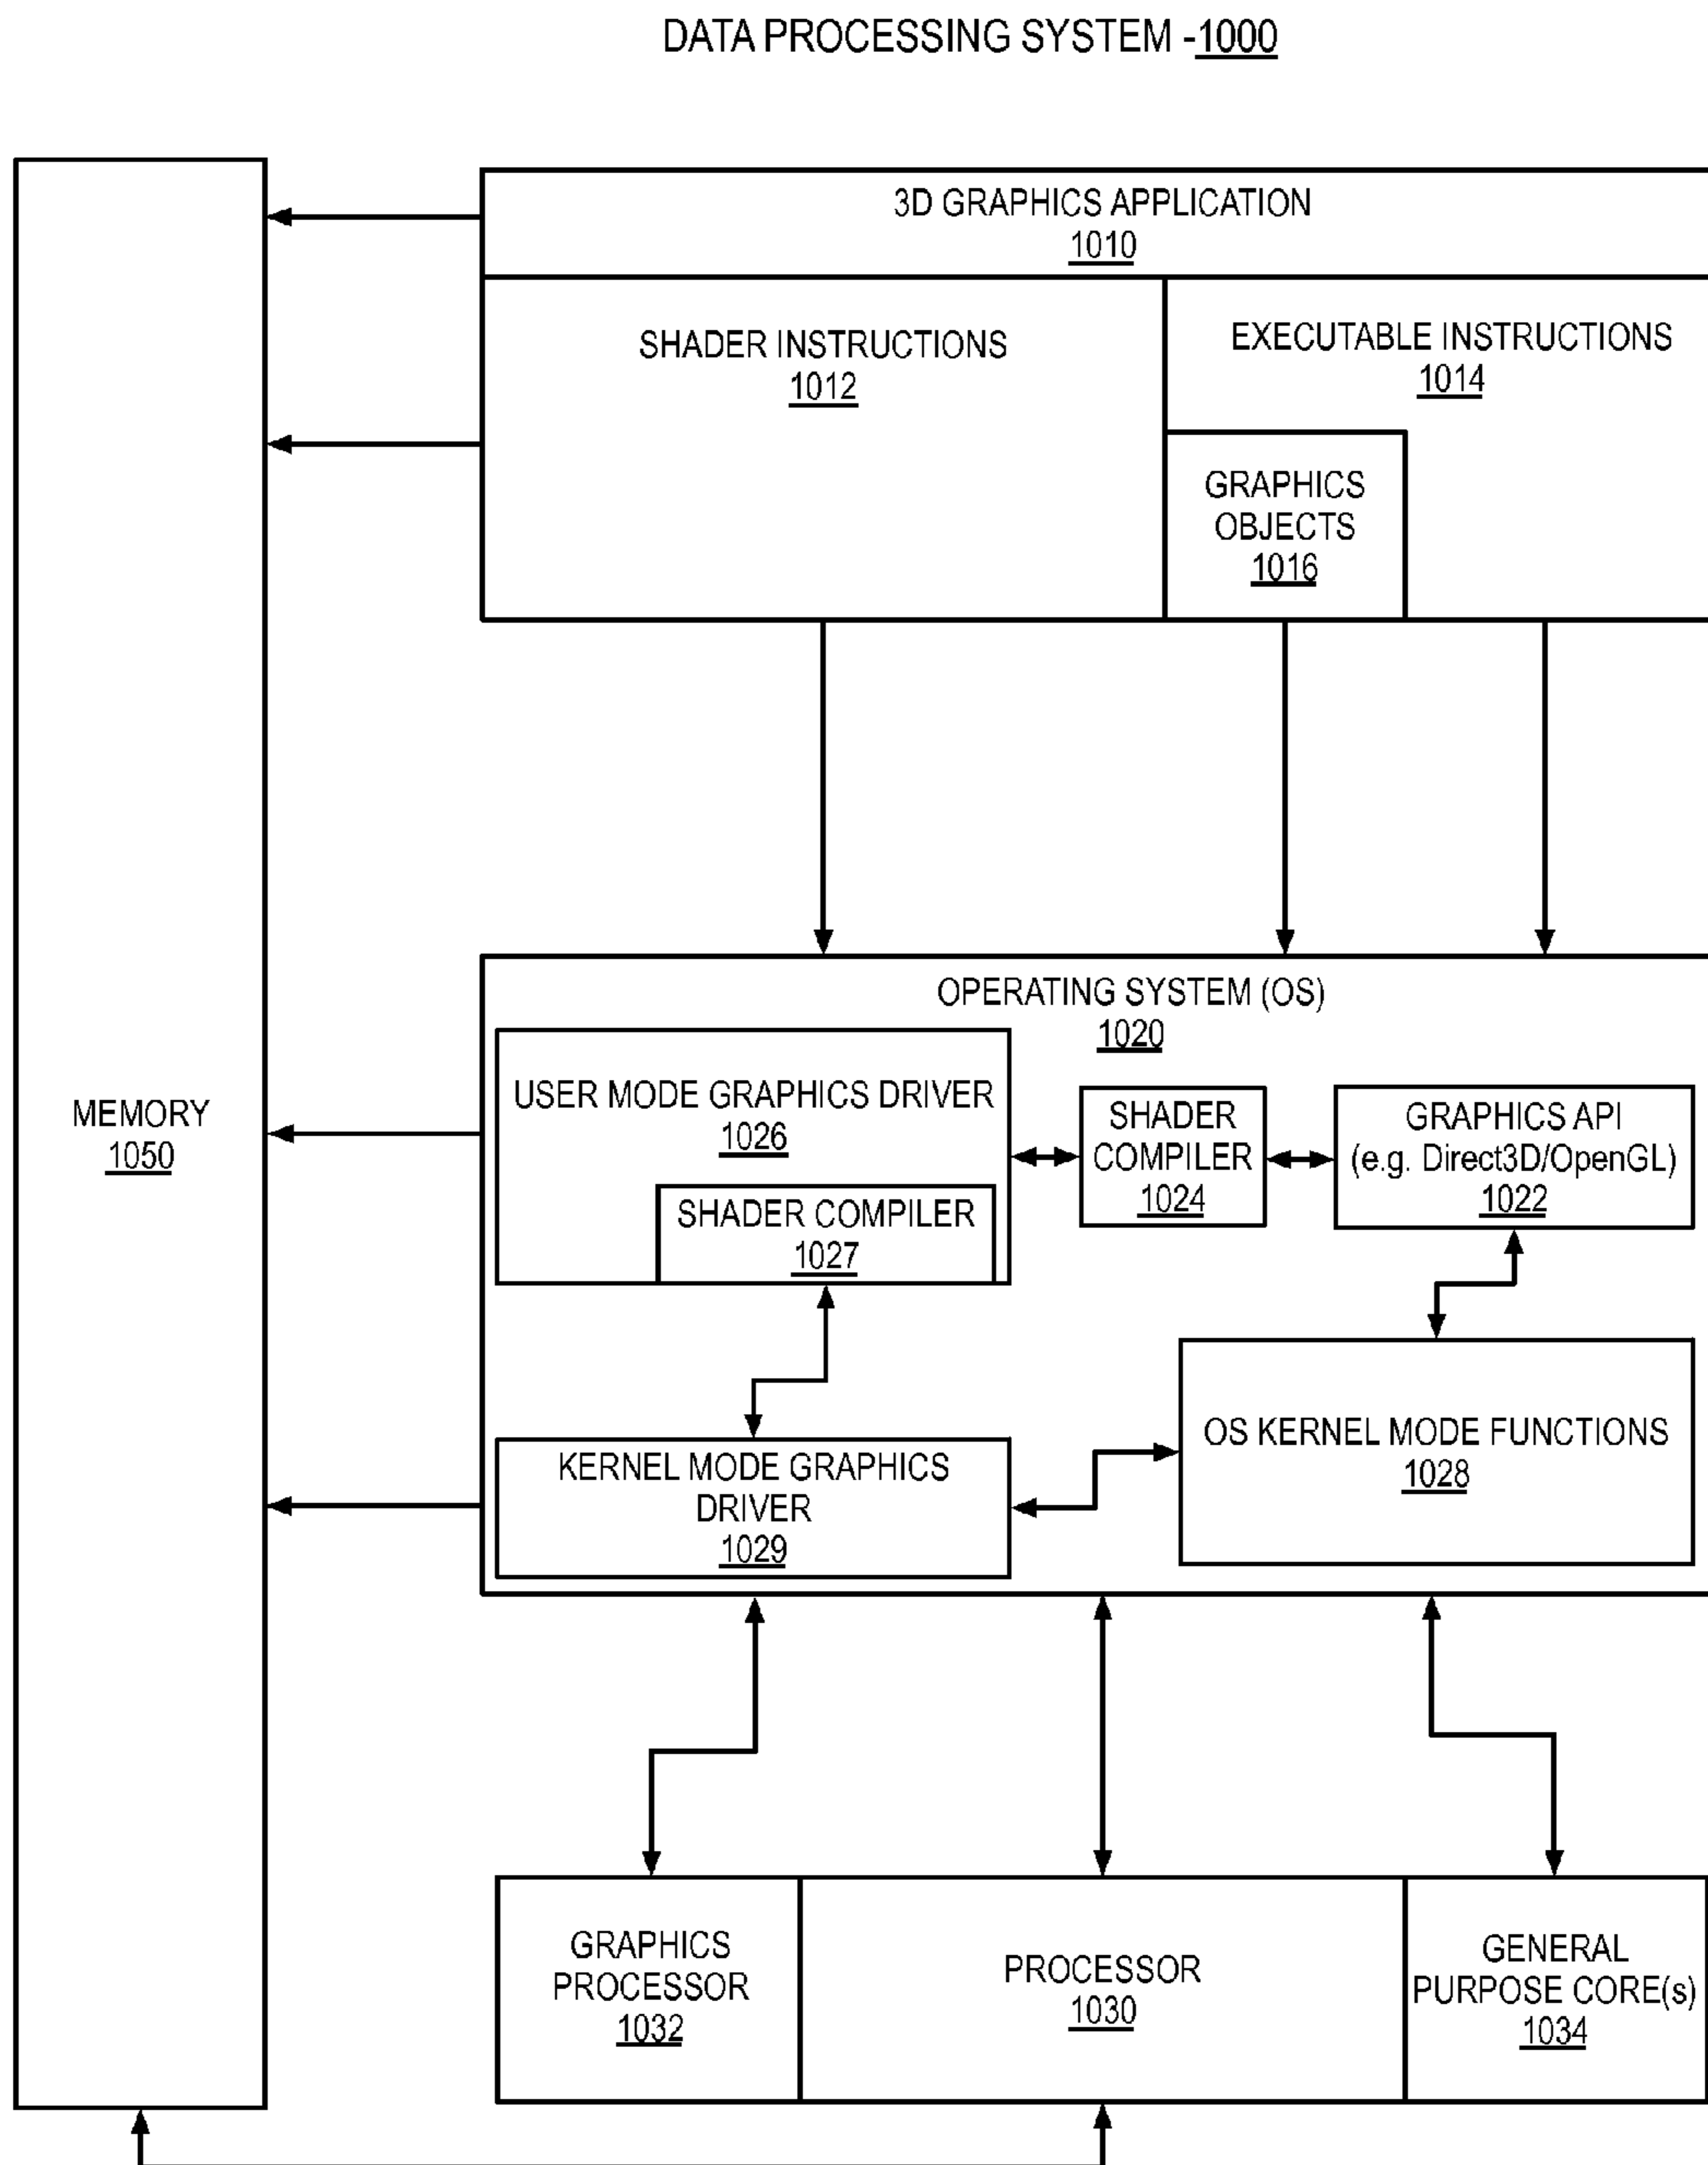 DATA PROCESSING SYSTEM -1000
3D GRAPHICS APPLICATION
1010
SHADER INSTRUCTIONS
1012
EXECUTABLE INSTRUCTIONS
1014
GRAPHICS
OBJECTS
1016
OPERATING SYSTEM (OS)
1020
USER MODE GRAPHICS DRIVER
1026
SHADER COMPILER
1027
SHADER
COMPILER
1024
GRAPHICS API
(e.g. Direct3D/OpenGL)
1022
MEMORY
1050
KERNEL MODE GRAPHICS
DRIVER
1029
OS KERNEL MODE FUNCTIONS
1028
GRAPHICS
PROCESSOR
1032
PROCESSOR
1030
GENERAL
PURPOSE CORE(s)
1034